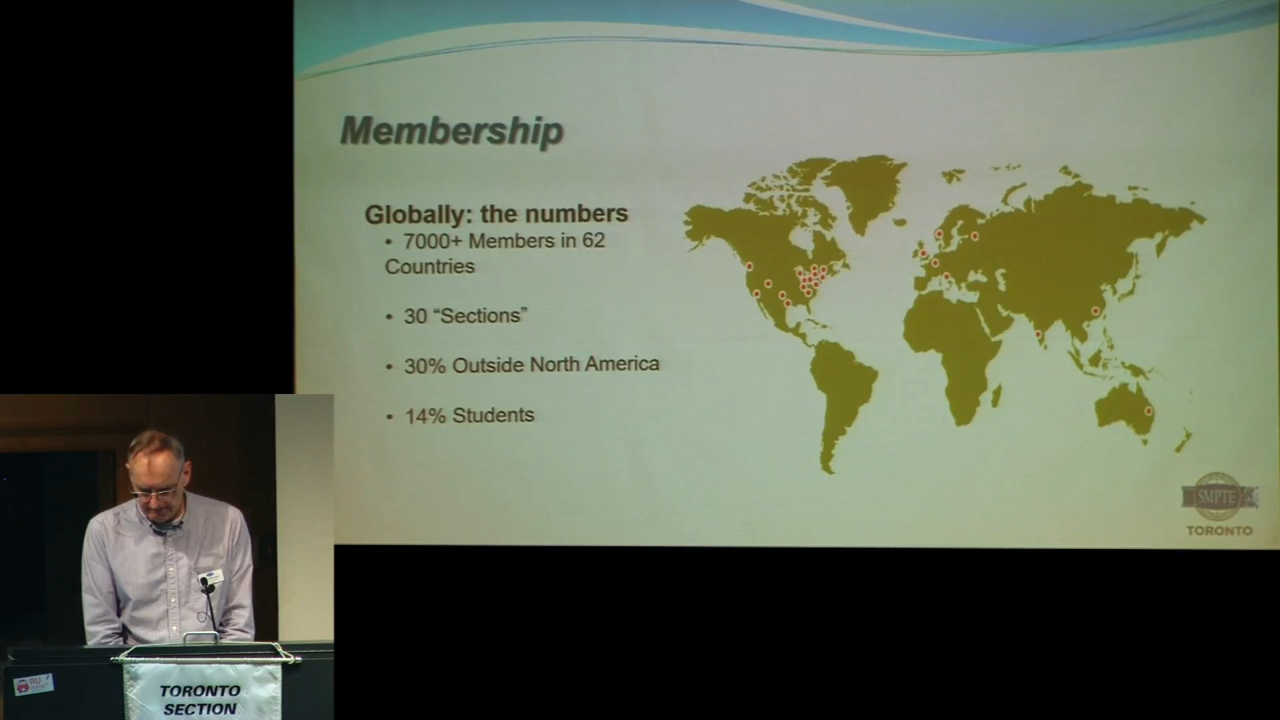 Membership
Globally: the numbers
• 7000+ Members in 62
Countries
• 30 “Sections”
• 30% Outside North America
• 14% Students
SMPTE
TORONTO
RU
TORONTO
SECTION